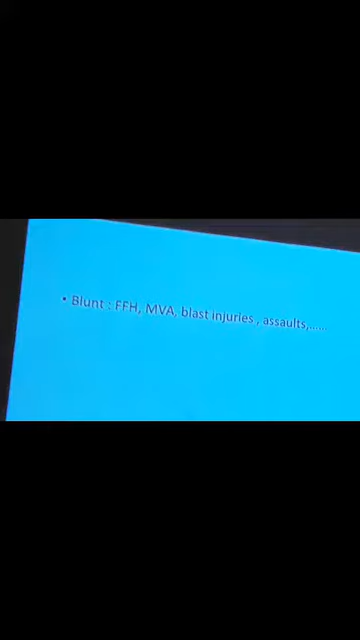 • Blunt : FFH, MVA, blast injuries , assaults,......